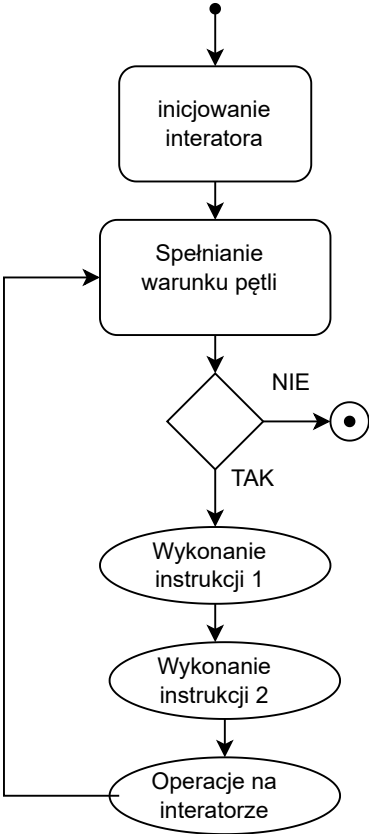 inicjowanie
interatora
Spełnianie
warunku pętli
NIE
TAK
Wykonanie
instrukcji 1
Wykonanie
instrukcji 2
Operacje na
interatorze